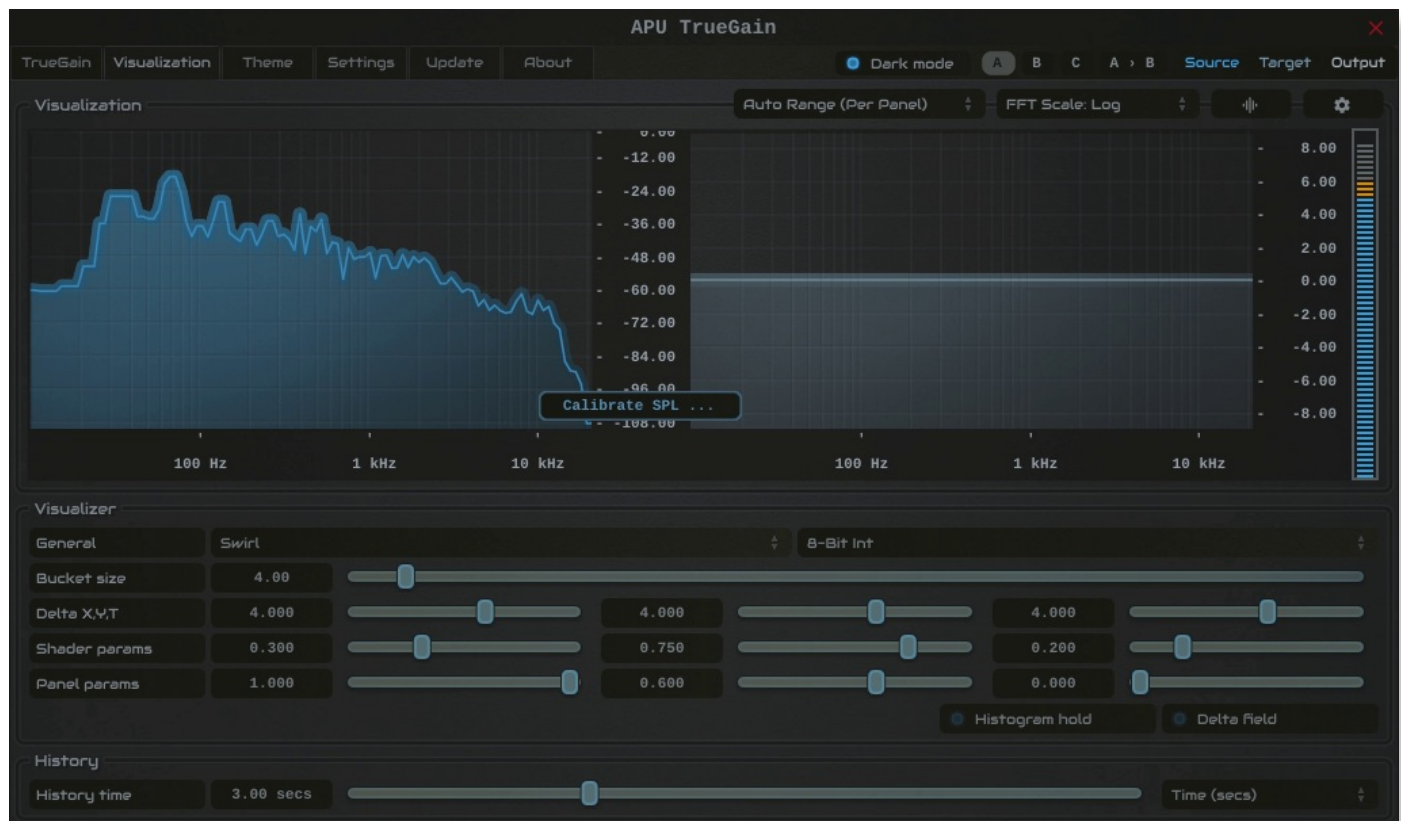 APU TrueGain
TrueGain Visualization Theme Settings Update About Dark mode A B C A › B Source Target Output
Visualization Auto Range (Per Panel) FFT Scale: Log
0.00
-12.00
-24.00
-36.00
-48.00
-60.00
-72.00
-84.00
-96.00
-108.00
8.00
6.00
4.00
2.00
0.00
-2.00
-4.00
-6.00
-8.00
Calibrate SPL ...
100 Hz 1 kHz 10 kHz 100 Hz 1 kHz 10 kHz
Visualizer
General Swirl 8-Bit Int
Bucket size 4.00
Delta X,Y,T 4.000 4.000 4.000
Shader params 0.300 0.750 0.200
Panel params 1.000 0.600 0.000
Histogram hold Delta field
History
History time 3.00 secs Time (secs)